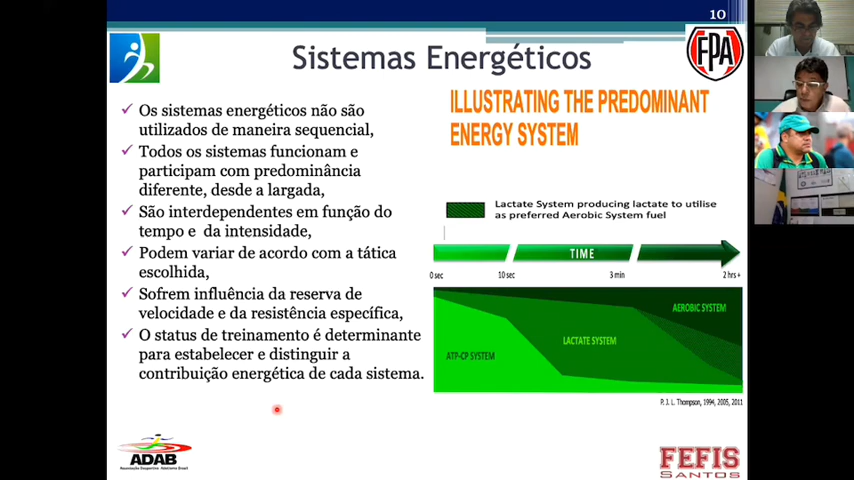 10
Sistemas Energéticos
FPA
✓ Os sistemas energéticos não são
utilizados de maneira sequencial,
✓ Todos os sistemas funcionam e
participam com predominância
diferente, desde a largada,
✓ São interdependentes em função do
tempo e da intensidade,
✓ Podem variar de acordo com a tática
escolhida,
✓ Sofrem influência da reserva de
velocidade e da resistência específica,
✓ O status de treinamento é determinante
para estabelecer e distinguir a
contribuição energética de cada sistema.
ILLUSTRATING THE PREDOMINANT
ENERGY SYSTEM
Lactate System producing lactate to utilise
as preferred Aerobic System fuel
TIME
0 sec
10 sec
3 min
2 hrs +
AEROBIC SYSTEM
LACTATE SYSTEM
ATP-CP SYSTEM
P. J. L. Thompson, 1994, 2005, 2011
ADAB
Associação Desportiva Atletismo Brasil
FEFIS
SANTOS